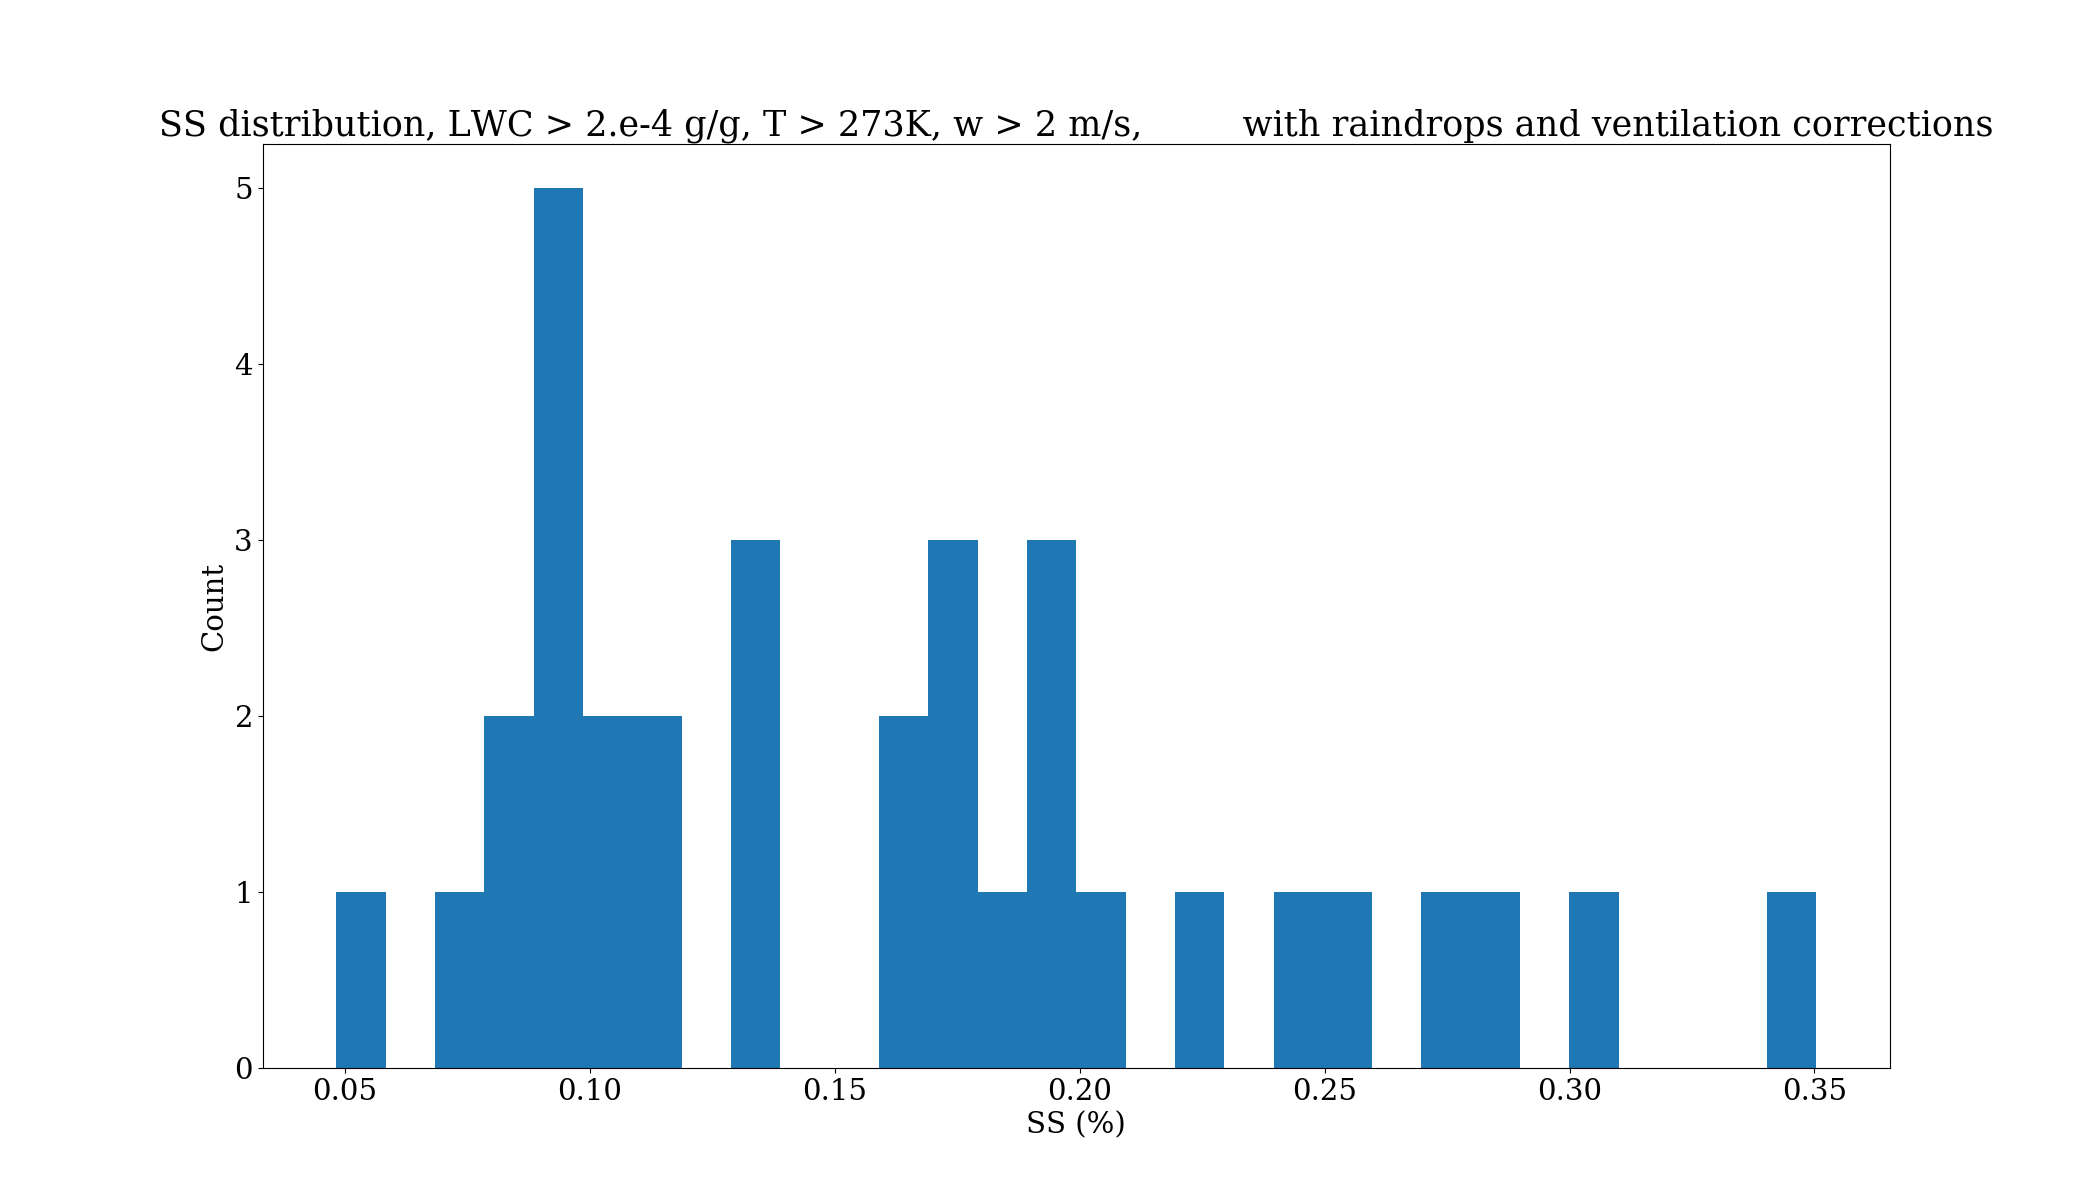 SS distribution, LWC > 2.e-4 g/g, T > 273K, w > 2 m/s, with raindrops and ventilation corrections
5
4
3
2
1
0
Count
0.05 0.10 0.15 0.20 0.25 0.30 0.35
SS (%)